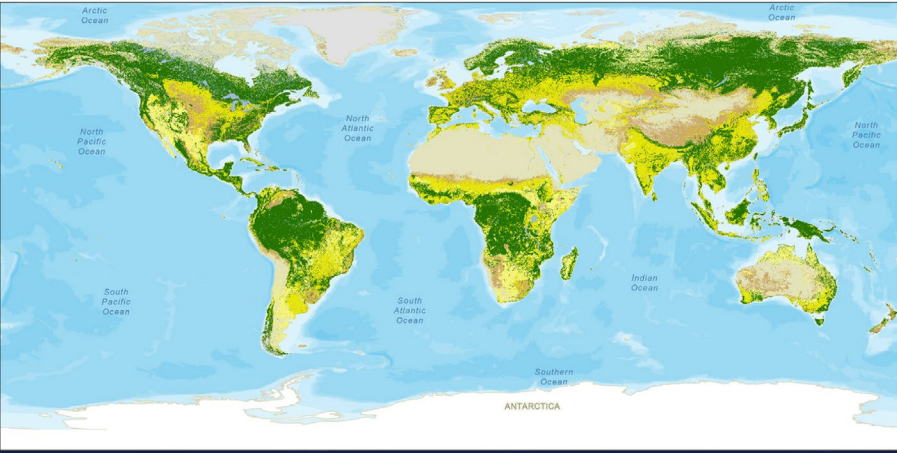 Arctic
Ocean
Arctic
Ocean
North
Pacific
Ocean
North
Atlantic
Ocean
North
Pacific
Ocean
South
Pacific
Ocean
South
Atlantic
Ocean
Indian
Ocean
Southern
Ocean
ANTARCTICA